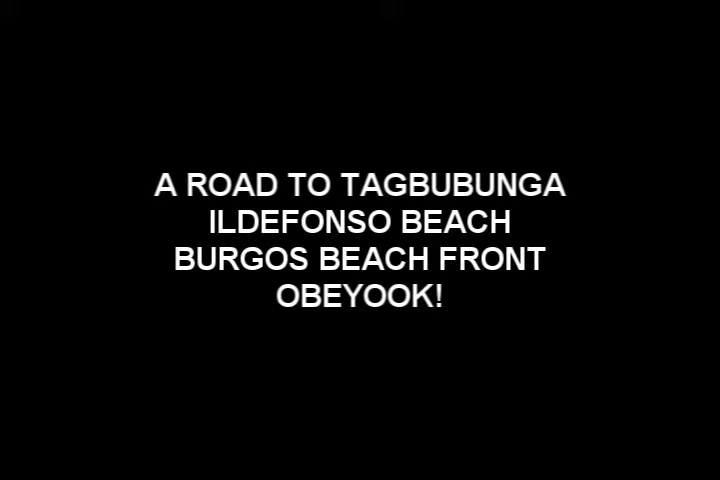 A ROAD TO TAGBUBUNGA
ILDEFONSO BEACH
BURGOS BEACH FRONT
OBEYOOK!